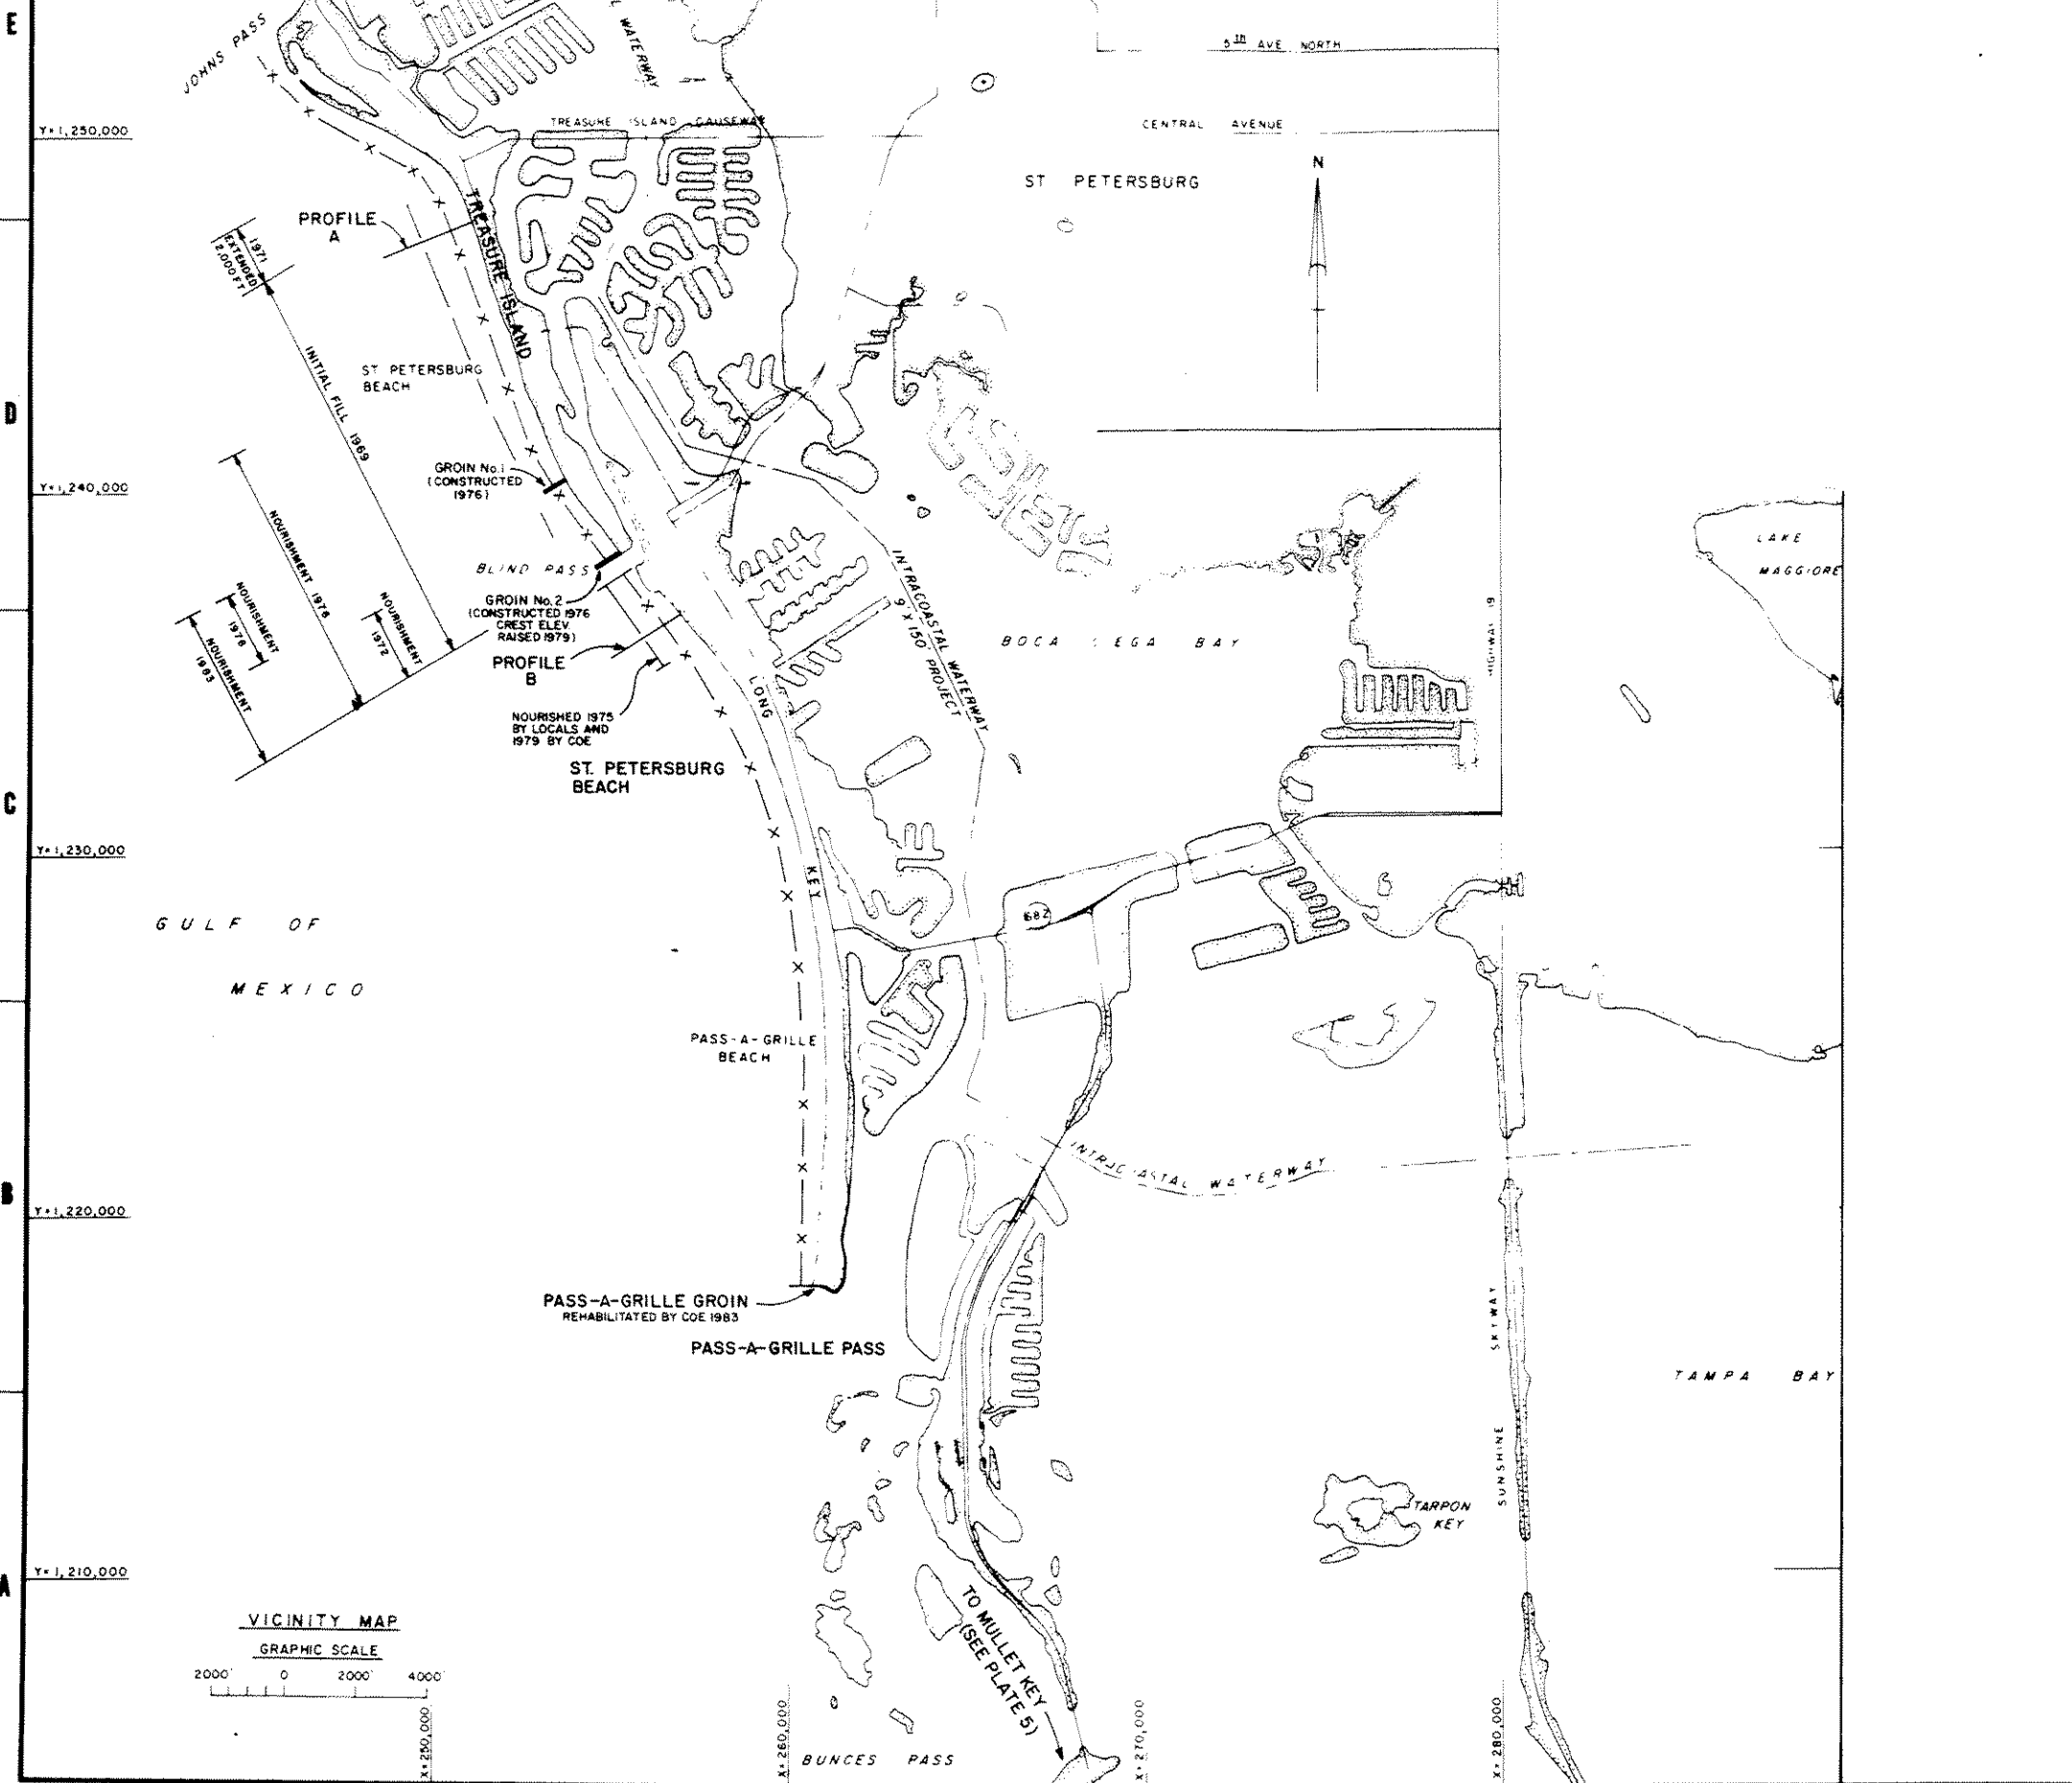 E
JOHNS PASS
L WATERWAY
5TH AVE NORTH
Y=1,250,000
TREASURE ISLAND CAUSEWAY
CENTRAL AVENUE
N
ST PETERSBURG
PROFILE
A
TREASURE ISLAND
1971
EXTENDED
2,000 FT
INITIAL FILL 1969
ST PETERSBURG
BEACH
D
GROIN No.1
(CONSTRUCTED
1976)
Y=1,240,000
NOURISHMENT 1976
BLIND PASS
GROIN No.2
(CONSTRUCTED 1976
CREST ELEV.
RAISED 1979)
NOURISHMENT
1978
NOURISHMENT
1983
NOURISHMENT
1972
PROFILE
B
INTRACOASTAL WATERWAY
9' X 150' PROJECT
BOCA CEGA BAY
HIGHWAY 19
LAKE
MAGGIORE
LONG
KEY
NOURISHED 1975
BY LOCALS AND
1979 BY COE
ST. PETERSBURG
BEACH
C
Y=1,230,000
682
GULF OF
MEXICO
PASS-A-GRILLE
BEACH
INTRACOASTAL WATERWAY
B
Y=1,220,000
PASS-A-GRILLE GROIN
REHABILITATED BY COE 1983
PASS-A-GRILLE PASS
SUNSHINE SKYWAY
TAMPA BAY
TARPON
KEY
A
Y=1,210,000
TO MULLET KEY
(SEE PLATE 5)
VICINITY MAP
GRAPHIC SCALE
2000' 0 2000' 4000'
X=250,000
X=260,000
X=270,000
X=280,000
BUNCES PASS